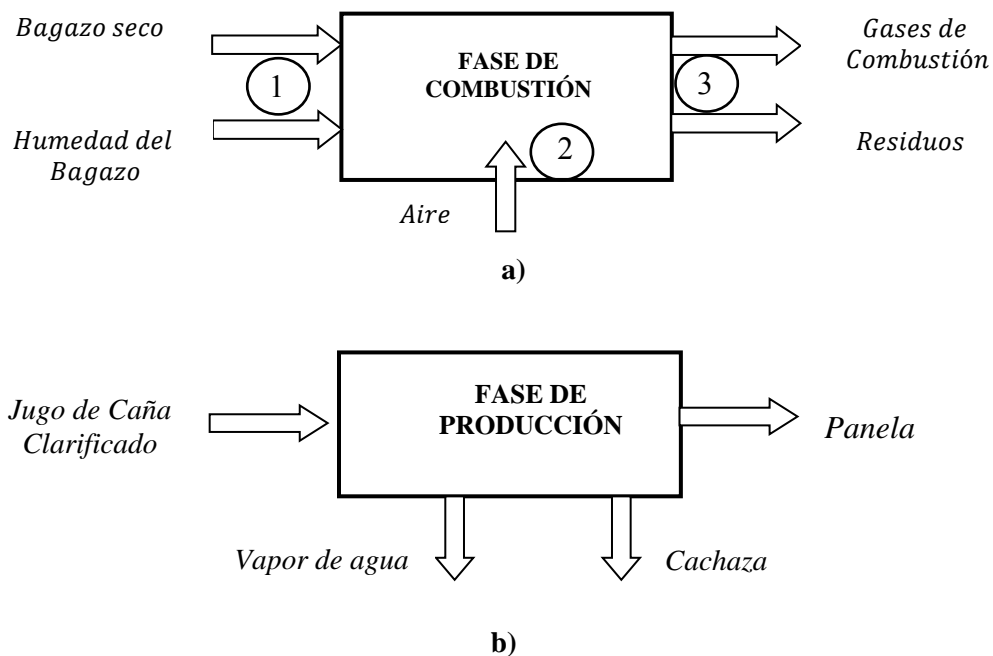 Bagazo seco
FASE DE
COMBUSTIÓN
Gases de
Combustión
1
3
Humedad del
Bagazo
2
Residuos
Aire
a)
Jugo de Caña
Clarificado
FASE DE
PRODUCCIÓN
Panela
Vapor de agua
Cachaza
b)